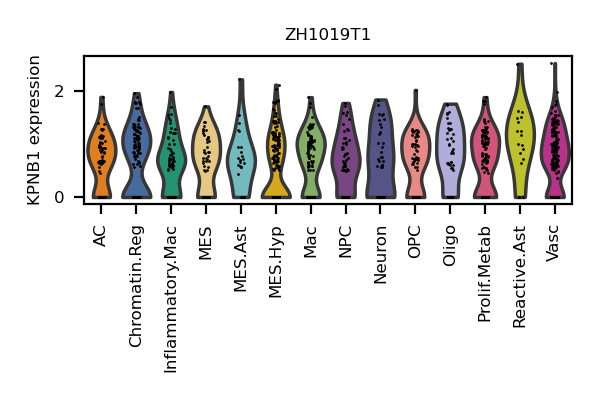 ZH1019T1
KPNB1 expression
2
0
AC
Chromatin.Reg
Inflammatory.Mac
MES
MES.Ast
MES.Hyp
Mac
NPC
Neuron
OPC
Oligo
Prolif.Metab
Reactive.Ast
Vasc